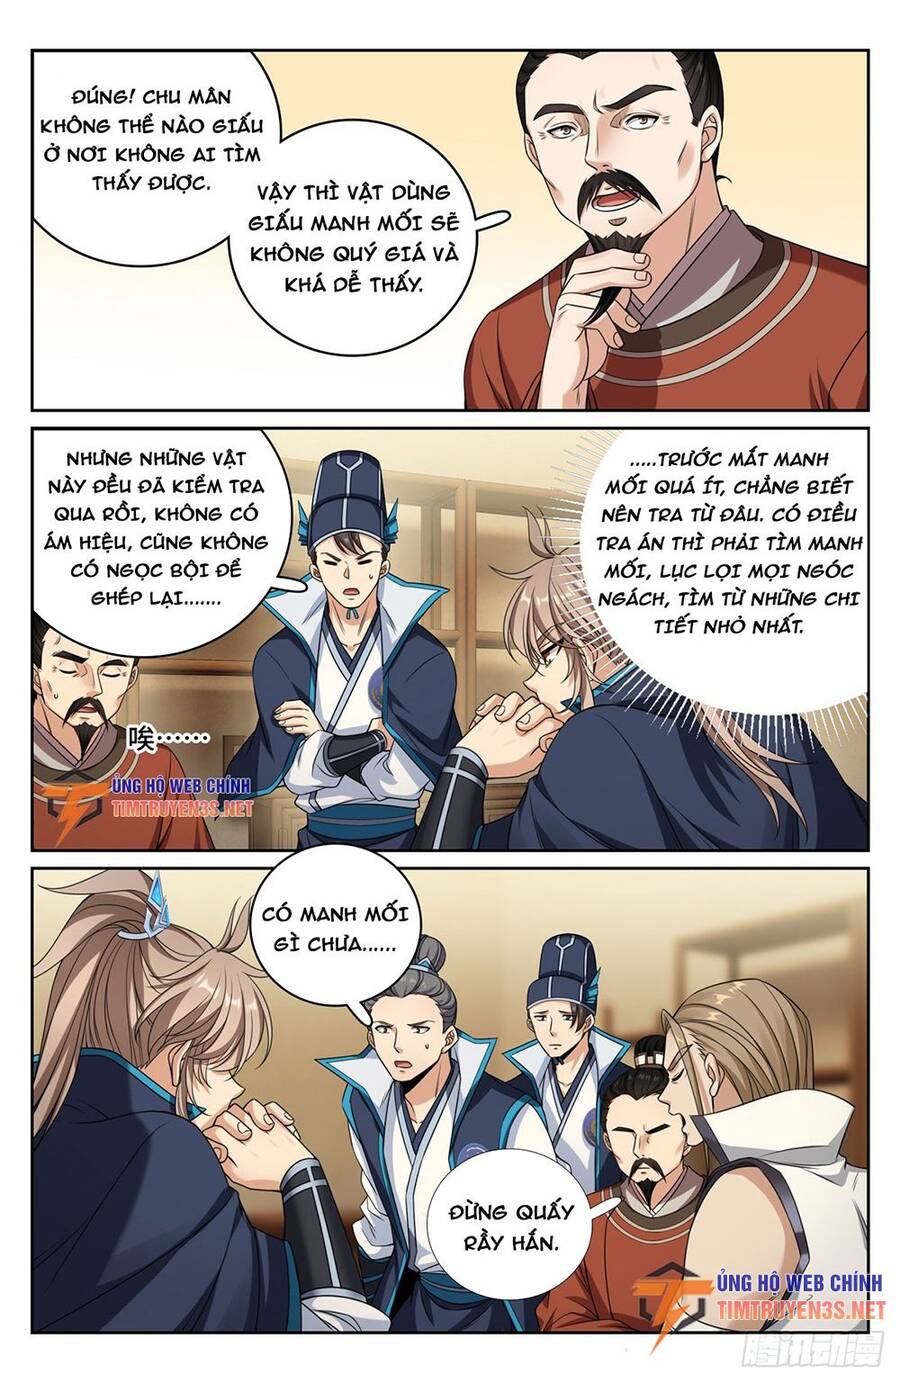 ĐÚNG! CHU MÂN
KHÔNG THỂ NÀO GIẤU
Ở NƠI KHÔNG AI TÌM
THẤY ĐƯỢC.
VẬY THÌ VẬT DÙNG
GIẤU MANH MỐI SẼ
KHÔNG QUÝ GIÁ VÀ
KHÁ DỄ THẤY.
NHƯNG NHỮNG VẬT
NÀY ĐỀU ĐÃ KIỂM TRA
QUA RỒI, KHÔNG CÓ
ÁM HIỆU, CŨNG KHÔNG
CÓ NGỌC BỘI ĐỂ
GHÉP LẠI.......
.....TRƯỚC MẮT MANH
MỐI QUÁ ÍT, CHẲNG BIẾT
NÊN TRA TỪ ĐÂU. CÓ ĐIỀU
TRA ÁN THÌ PHẢI TÌM MANH
MỐI, LỤC LỌI MỌI NGÓC
NGÁCH, TÌM TỪ NHỮNG CHI
TIẾT NHỎ NHẤT.
唉······
ỦNG HỘ WEB CHÍNH
TIMTRUYEN3S.NET
CÓ MANH MỐI
GÌ CHƯA......
ĐỪNG QUẤY
RẦY HẮN.
ỦNG HỘ WEB CHÍNH
TIMTRUYEN3S.NET
腾讯动漫